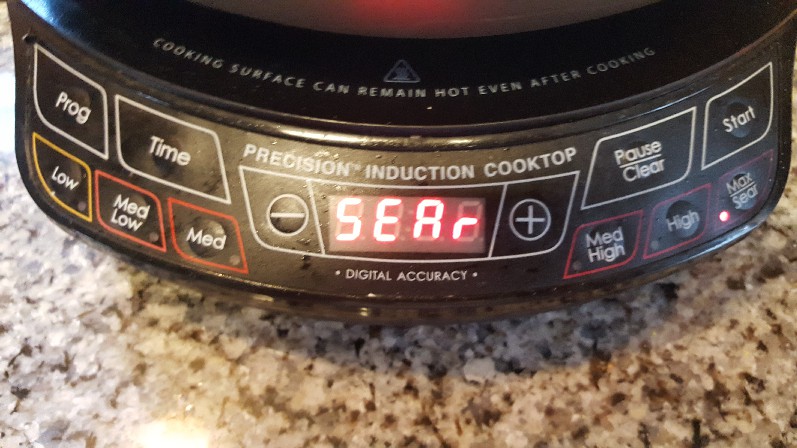 COOKING SURFACE CAN REMAIN HOT EVEN AFTER COOKING
Prog
Time
PRECISION™ INDUCTION COOKTOP
Pause
Clear
Start
Low
Med
Low
Med
−
SEAr
+
Med
High
High
Max
Sear
• DIGITAL ACCURACY •